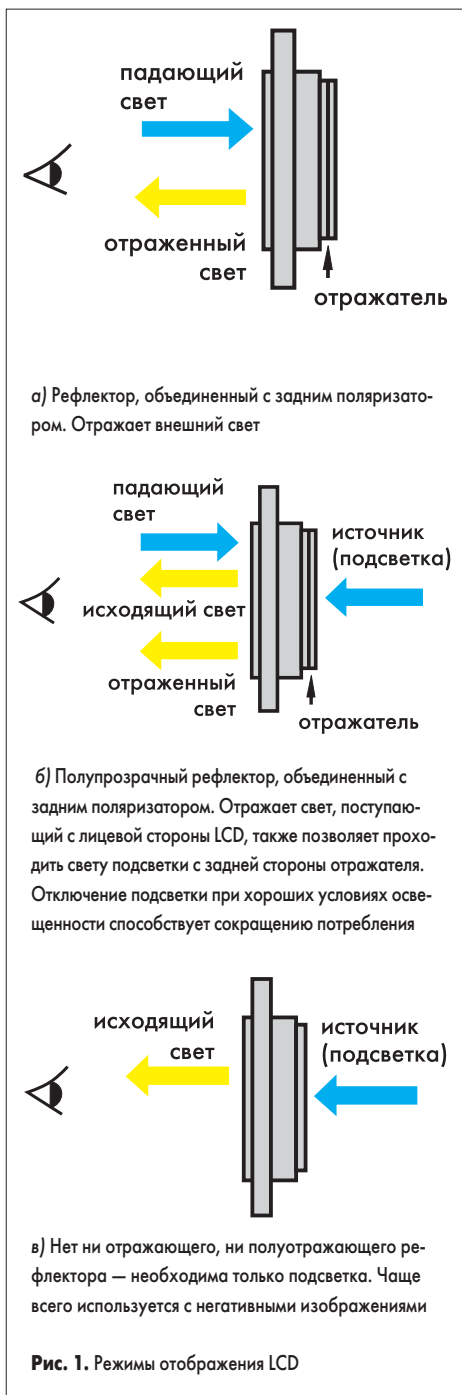 падающий
свет
отраженный
свет
отражатель
а) Рефлектор, объединенный с задним поляризато-
ром. Отражает внешний свет
падающий
свет
источник
(подсветка)
исходящий свет
отраженный
свет
отражатель
б) Полупрозрачный рефлектор, объединенный с
задним поляризатором. Отражает свет, поступаю-
щий с лицевой стороны LCD, также позволяет прохо-
дить свету подсветки с задней стороны отражателя.
Отключение подсветки при хороших условиях осве-
щенности способствует сокращению потребления
исходящий
свет
источник
(подсветка)
в) Нет ни отражающего, ни полуотражающего ре-
флектора — необходима только подсветка. Чаще
всего используется с негативными изображениями
Рис. 1. Режимы отображения LCD